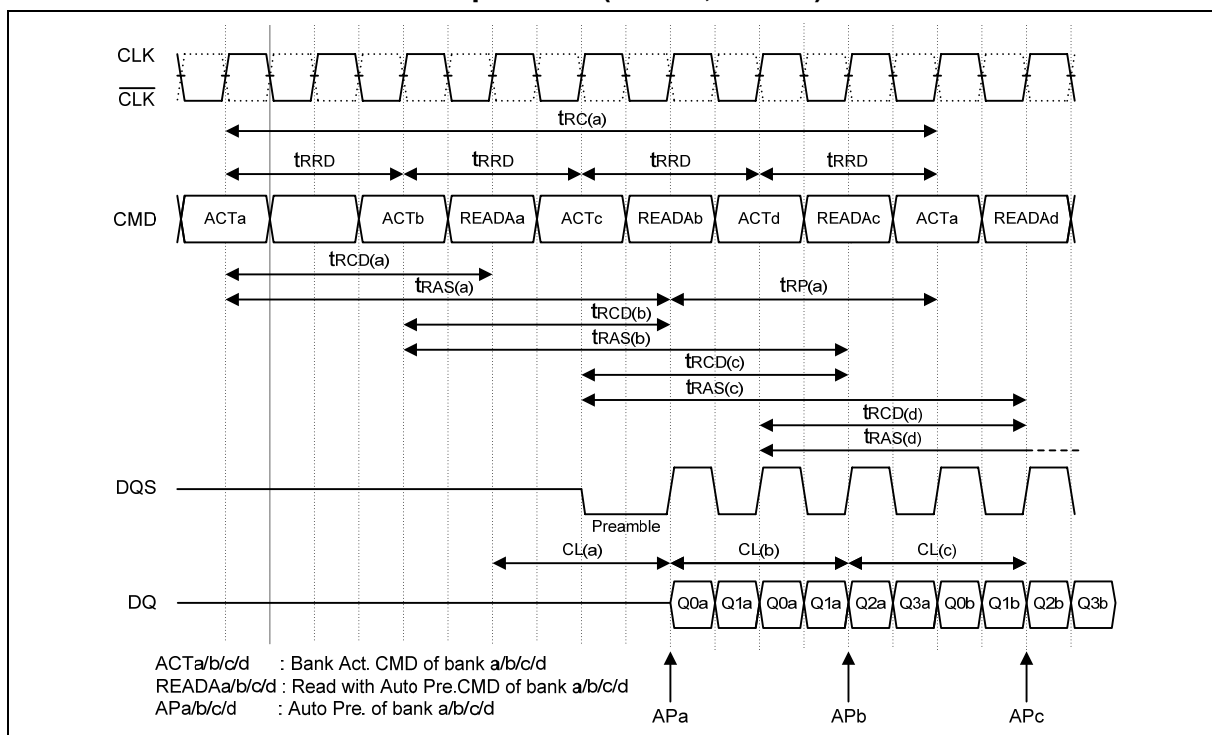 CLK
CLK
tRC(a)
tRRD tRRD tRRD tRRD
CMD ACTa ACTb READAa ACTc READAb ACTd READAc ACTa READAd
tRCD(a)
tRAS(a) tRP(a)
tRCD(b)
tRAS(b)
tRCD(c)
tRAS(c)
tRCD(d)
tRAS(d)
DQS
Preamble
CL(a) CL(b) CL(c)
DQ Q0a Q1a Q0a Q1a Q2a Q3a Q0b Q1b Q2b Q3b
ACTa/b/c/d : Bank Act. CMD of bank a/b/c/d
READAa/b/c/d : Read with Auto Pre.CMD of bank a/b/c/d
APa/b/c/d : Auto Pre. of bank a/b/c/d
APa APb APc